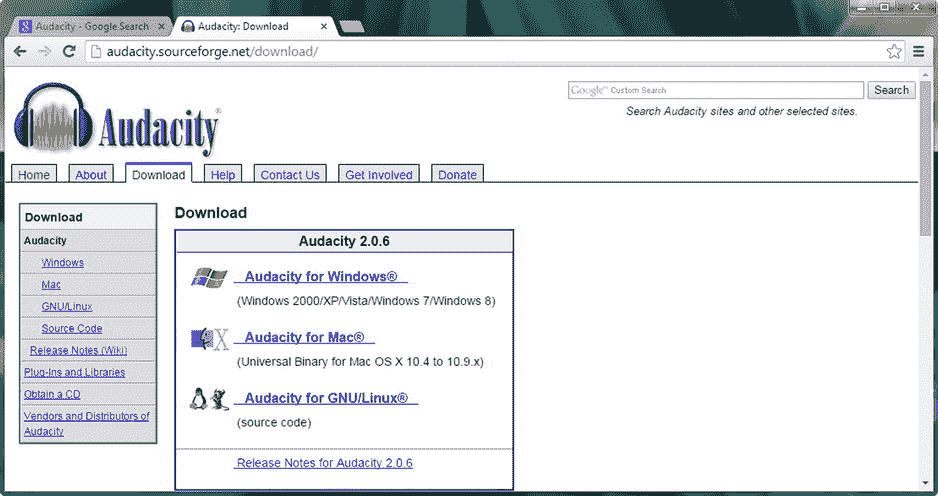 Audacity - Google Search
Audacity: Download
audacity.sourceforge.net/download/
Google™ Custom Search
Search
Search Audacity sites and other selected sites.
Audacity®
Home
About
Download
Help
Contact Us
Get Involved
Donate
Download
Audacity
Windows
Mac
GNU/Linux
Source Code
Release Notes (Wiki)
Plug-Ins and Libraries
Obtain a CD
Vendors and Distributors of
Audacity
Download
Audacity 2.0.6
Audacity for Windows®
(Windows 2000/XP/Vista/Windows 7/Windows 8)
Audacity for Mac®
(Universal Binary for Mac OS X 10.4 to 10.9.x)
Audacity for GNU/Linux®
(source code)
Release Notes for Audacity 2.0.6